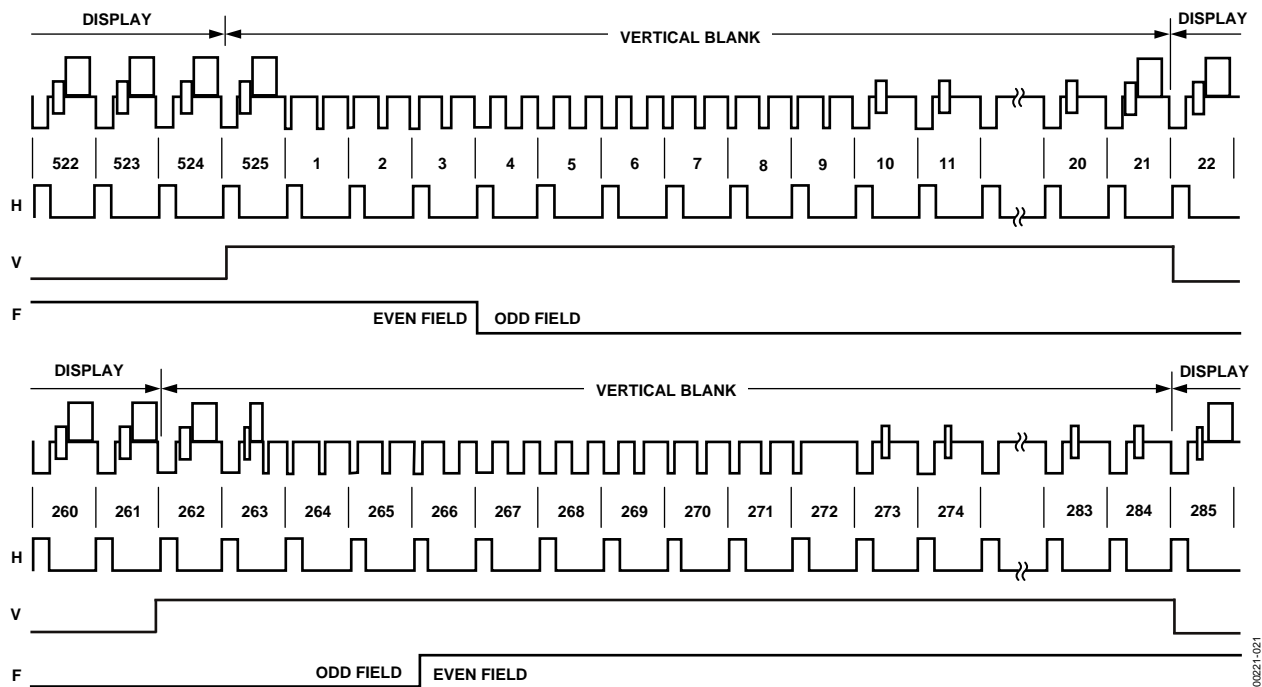 DISPLAY DISPLAY
VERTICAL BLANK
522 523 524 525 1 2 3 4 5 6 7 8 9 10 11 20 21 22
H
V
F
EVEN FIELD ODD FIELD
DISPLAY DISPLAY
VERTICAL BLANK
260 261 262 263 264 265 266 267 268 269 270 271 272 273 274 283 284 285
H
V
F
ODD FIELD EVEN FIELD
00221-021